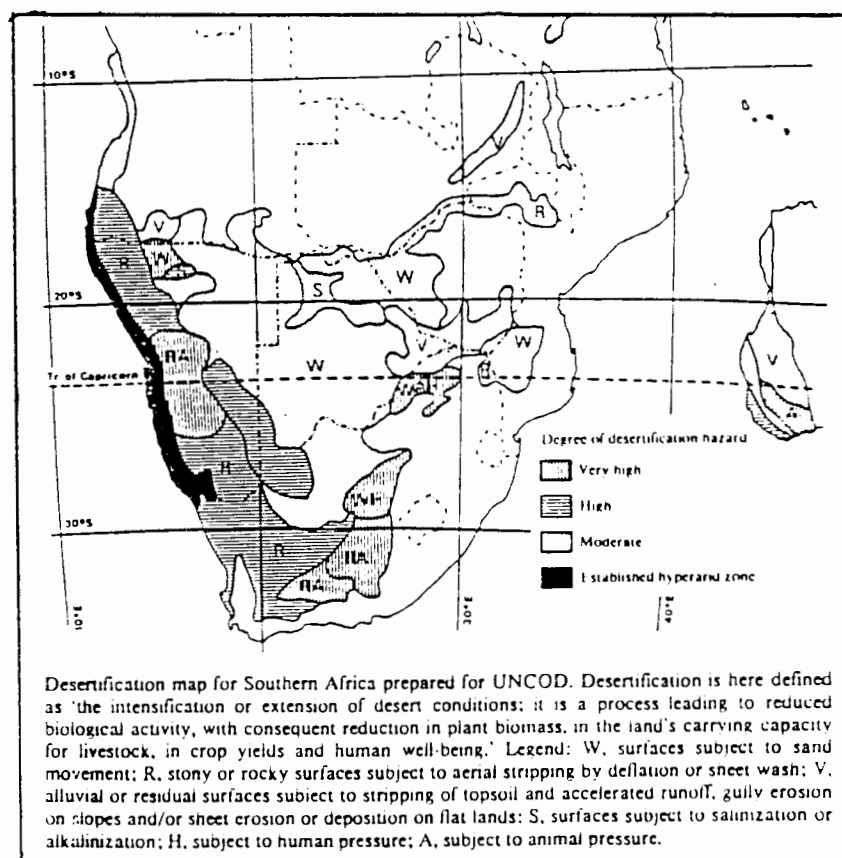 10°S
V
V
R
R
W
W
S
20°S
V
W
RA
W
V
Tr. of Capricorn
H
R
Degree of desertification hazard
Very high
High
WH
30°S
Moderate
R
RA
RA
Established hyperarid zone
10°E
30°E
40°E
Desertification map for Southern Africa prepared for UNCOD. Desertification is here defined
as 'the intensification or extension of desert conditions: it is a process leading to reduced
biological activity, with consequent reduction in plant biomass, in the land's carrying capacity
for livestock, in crop yields and human well-being.' Legend: W, surfaces subject to sand
movement; R, stony or rocky surfaces subject to aerial stripping by deflation or sheet wash; V,
alluvial or residual surfaces subject to stripping of topsoil and accelerated runoff, gully erosion
on slopes and/or sheet erosion or deposition on flat lands; S, surfaces subject to salinization or
alkalinization; H, subject to human pressure; A, subject to animal pressure.